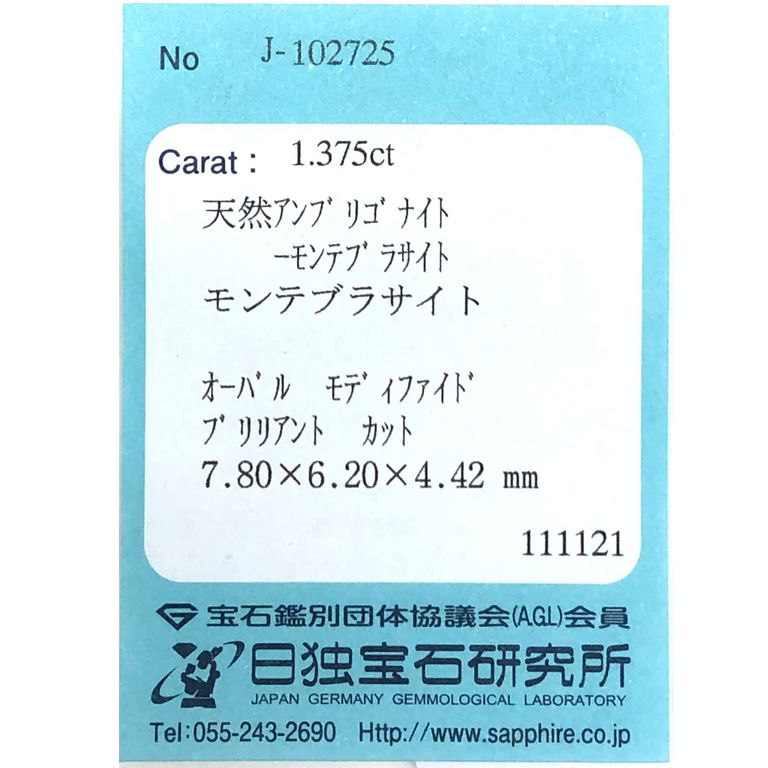 No J-102725
Carat: 1.375ct
天然ｱﾝﾌﾞﾘｺﾞﾅｲﾄ
ｰﾓﾝﾃﾌﾞﾗｻｲﾄ
モンテブラサイト
ｵｰﾊﾞﾙ ﾓﾃﾞｨﾌｧｲﾄﾞ
ﾌﾞﾘﾘｱﾝﾄ ｶｯﾄ
7.80×6.20×4.42 mm
111121
宝石鑑別団体協議会(AGL)会員
日独宝石研究所
JAPAN GERMANY GEMMOLOGICAL LABORATORY
Tel:055-243-2690 Http://www.sapphire.co.jp